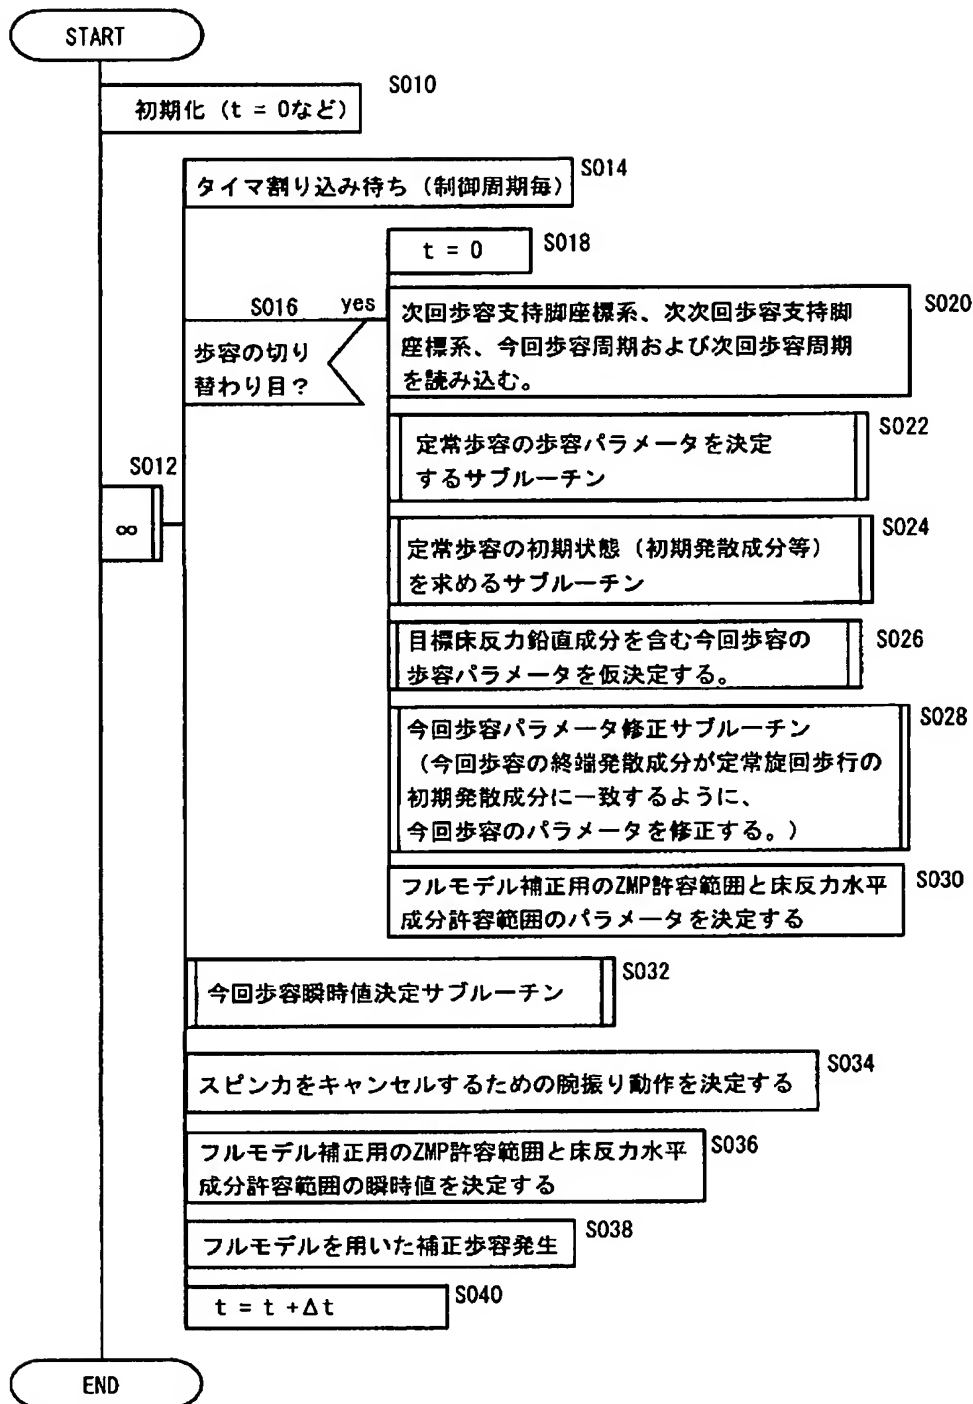 START
S010
初期化 (t = 0など)
S014
タイマ割り込み待ち (制御周期毎)
t = 0
S018
S016
yes
歩容の切り
替わり目?
S020
次回歩容支持脚座標系、次次回歩容支持脚
座標系、今回歩容周期および次回歩容周期
を読み込む。
S022
定常歩容の歩容パラメータを決定
するサブルーチン
S012
∞
S024
定常歩容の初期状態 (初期発散成分等)
を求めるサブルーチン
S026
目標床反力鉛直成分を含む今回歩容の
歩容パラメータを仮決定する。
S028
今回歩容パラメータ修正サブルーチン
(今回歩容の終端発散成分が定常旋回歩行の
初期発散成分に一致するように、
今回歩容のパラメータを修正する。)
S030
フルモデル補正用のZMP許容範囲と床反力水平
成分許容範囲のパラメータを決定する
S032
今回歩容瞬時値決定サブルーチン
S034
スピン力をキャンセルするための腕振り動作を決定する
S036
フルモデル補正用のZMP許容範囲と床反力水平
成分許容範囲の瞬時値を決定する
S038
フルモデルを用いた補正歩容発生
S040
t = t +Δt
END